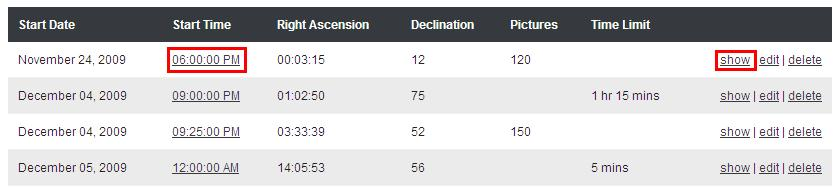 Start Date Start Time Right Ascension Declination Pictures Time Limit
November 24, 2009 06:00:00 PM 00:03:15 12 120 show | edit | delete
December 04, 2009 09:00:00 PM 01:02:50 75 1 hr 15 mins show | edit | delete
December 04, 2009 09:25:00 PM 03:33:39 52 150 show | edit | delete
December 05, 2009 12:00:00 AM 14:05:53 56 5 mins show | edit | delete